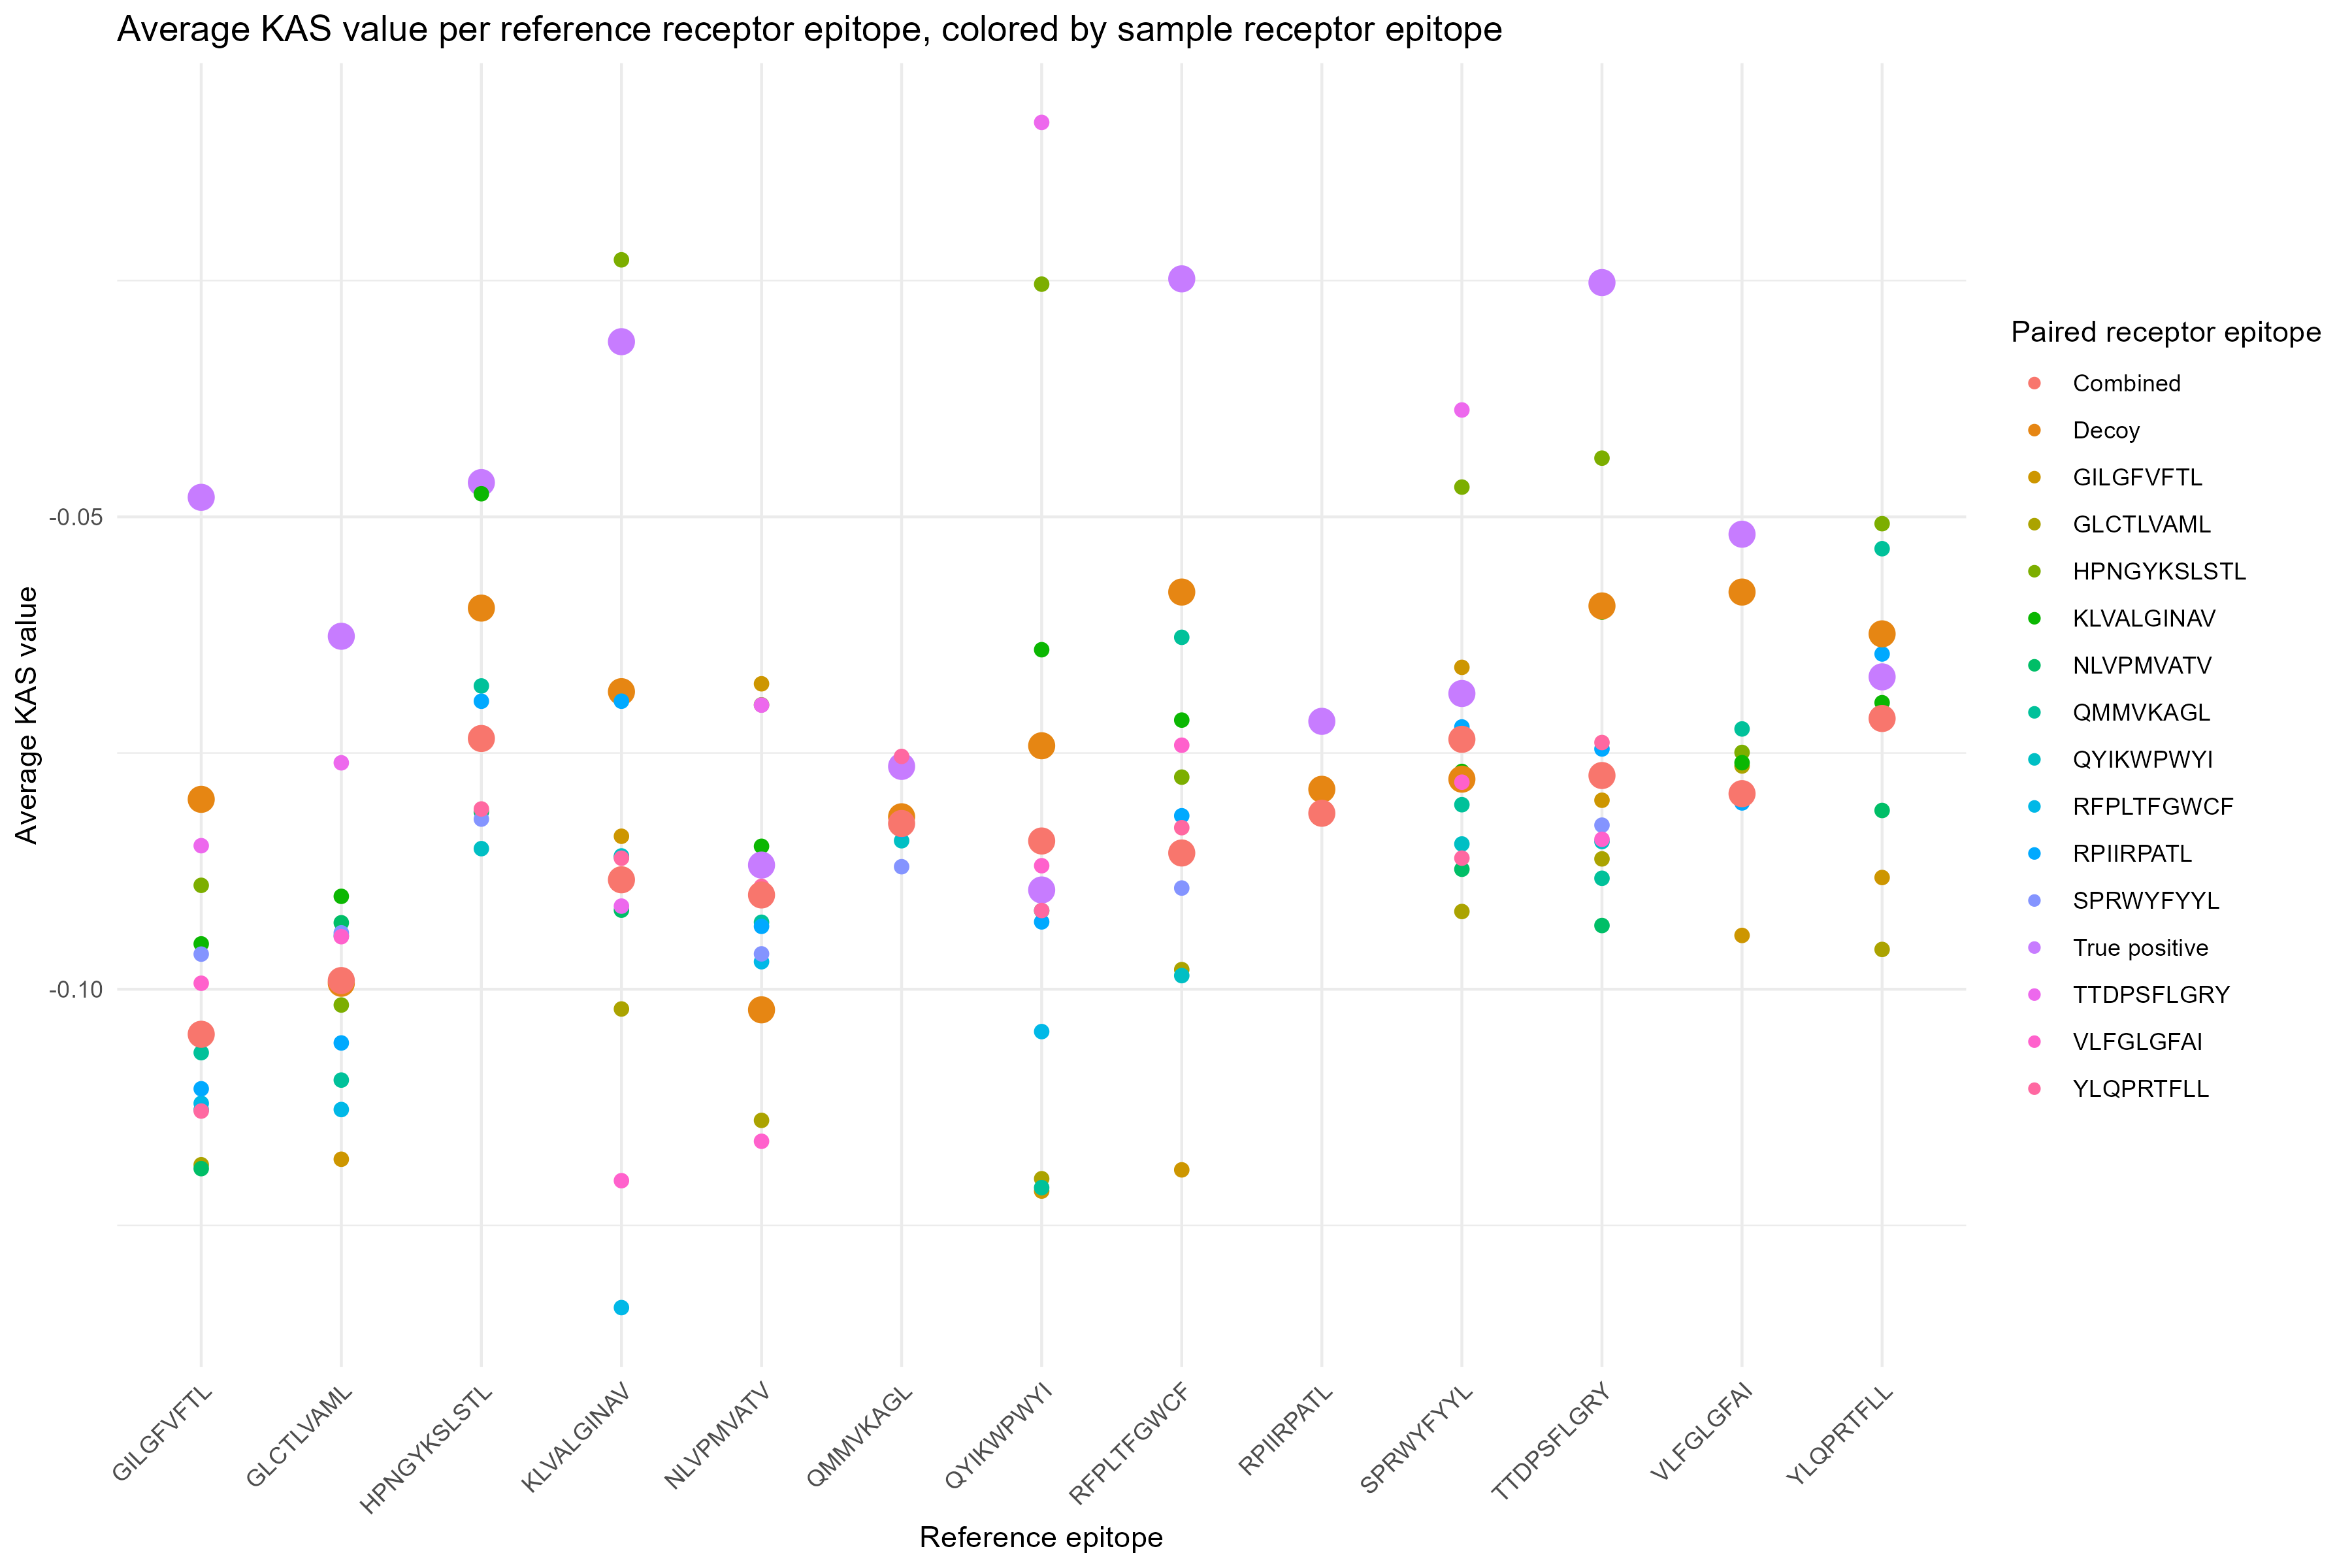 Average KAS value per reference receptor epitope, colored by sample receptor epitope
Average KAS value
-0.05
-0.10
GILGFVFTL
GLCTLVAML
HPNGYKSLSTL
KLVALGINAV
NLVPMVATV
QMMVKAGL
QYIKWPWYI
RFPLTFGWCF
RPIIRPATL
SPRWYFYYL
TTDPSFLGRY
VLFGLGFAI
YLQPRTFLL
Reference epitope
Paired receptor epitope
Combined
Decoy
GILGFVFTL
GLCTLVAML
HPNGYKSLSTL
KLVALGINAV
NLVPMVATV
QMMVKAGL
QYIKWPWYI
RFPLTFGWCF
RPIIRPATL
SPRWYFYYL
True positive
TTDPSFLGRY
VLFGLGFAI
YLQPRTFLL